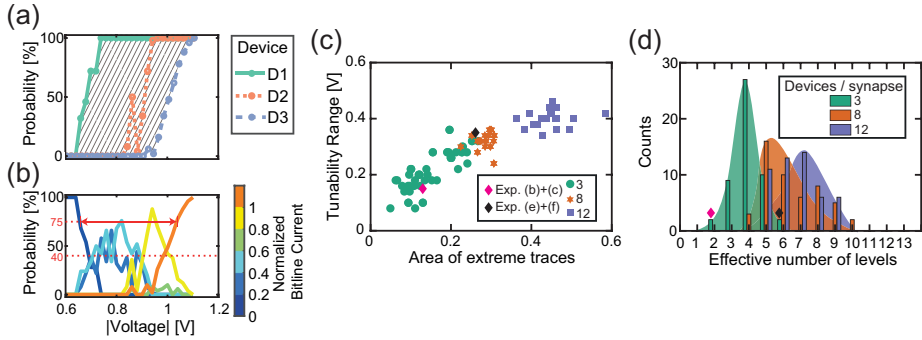 (a)
Probability [%]
100
50
0
Device
D1
D2
D3
(b)
Probability [%]
100
75
50
40
0
0.6
0.8
1
1.2
|Voltage| [V]
1
0.8
0.6
0.4
0.2
0
Normalized
Bitline Current
(c)
Tunability Range [V]
0.6
0.4
0.2
0
0
0.2
0.4
0.6
Area of extreme traces
Exp. (b)+(c)
Exp. (e)+(f)
3
8
12
(d)
Counts
40
30
20
10
0
0 1 2 3 4 5 6 7 8 9 10 11 12 13
Effective number of levels
Devices / synapse
3
8
12